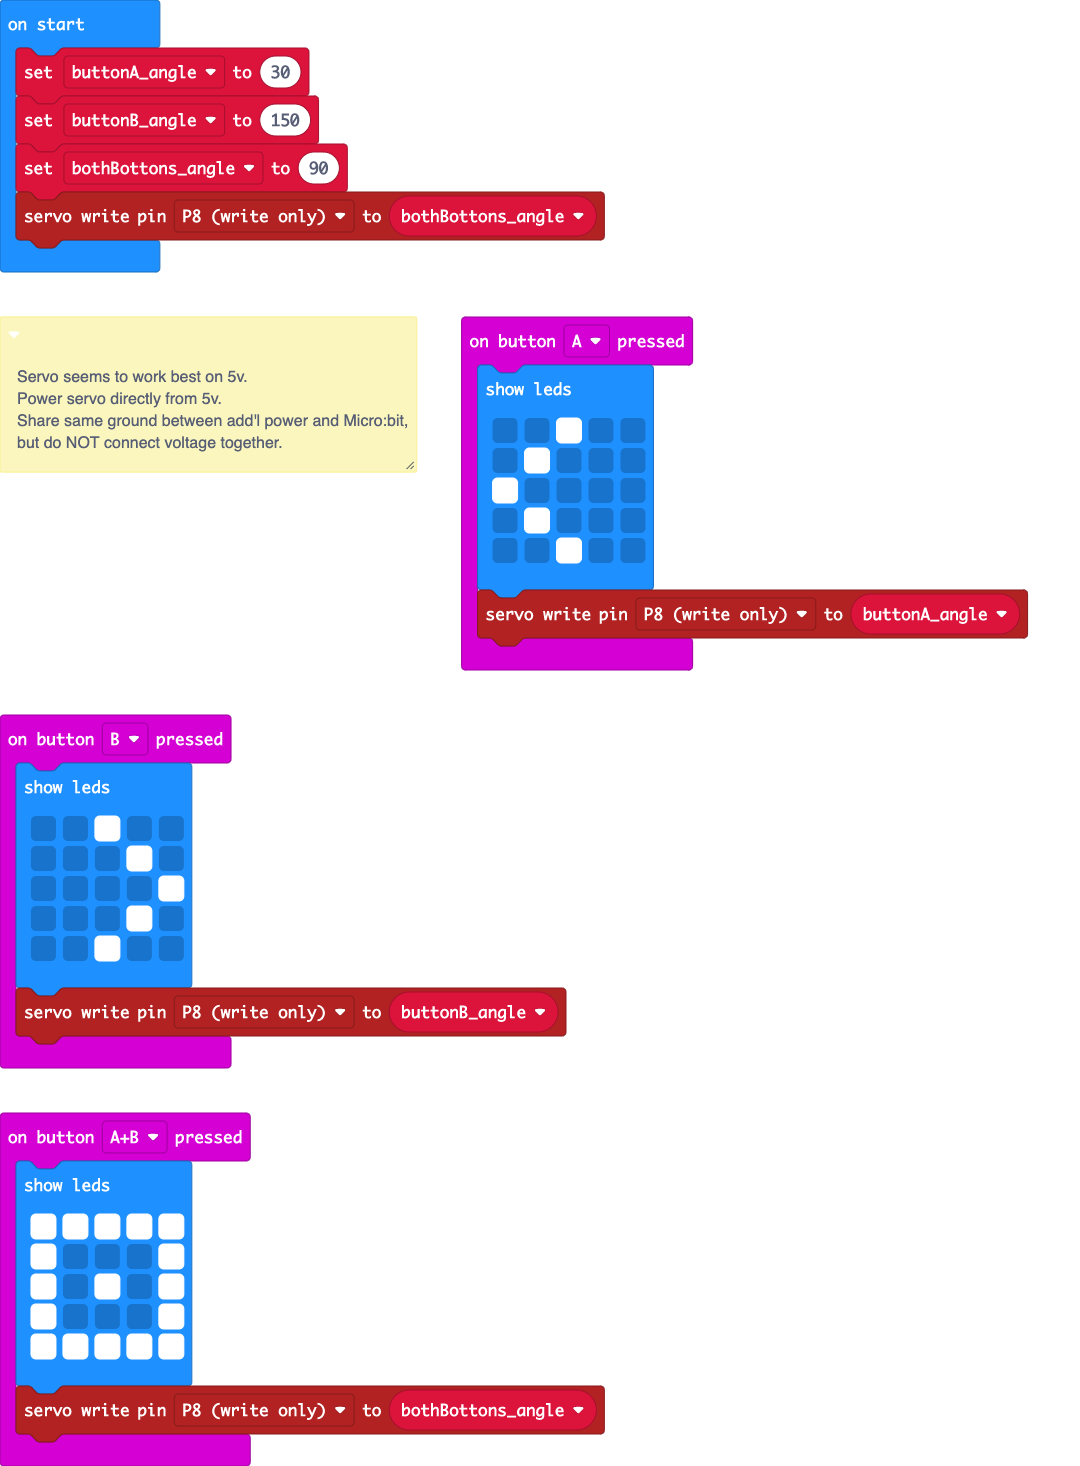 on start
set buttonA_angle to 30
set buttonB_angle to 150
set bothBottons_angle to 90
servo write pin P8 (write only) to bothBottons_angle
Servo seems to work best on 5v.
Power servo directly from 5v.
Share same ground between add'l power and Micro:bit,
but do NOT connect voltage together.
on button A pressed
show leds
servo write pin P8 (write only) to buttonA_angle
on button B pressed
show leds
servo write pin P8 (write only) to buttonB_angle
on button A+B pressed
show leds
servo write pin P8 (write only) to bothBottons_angle